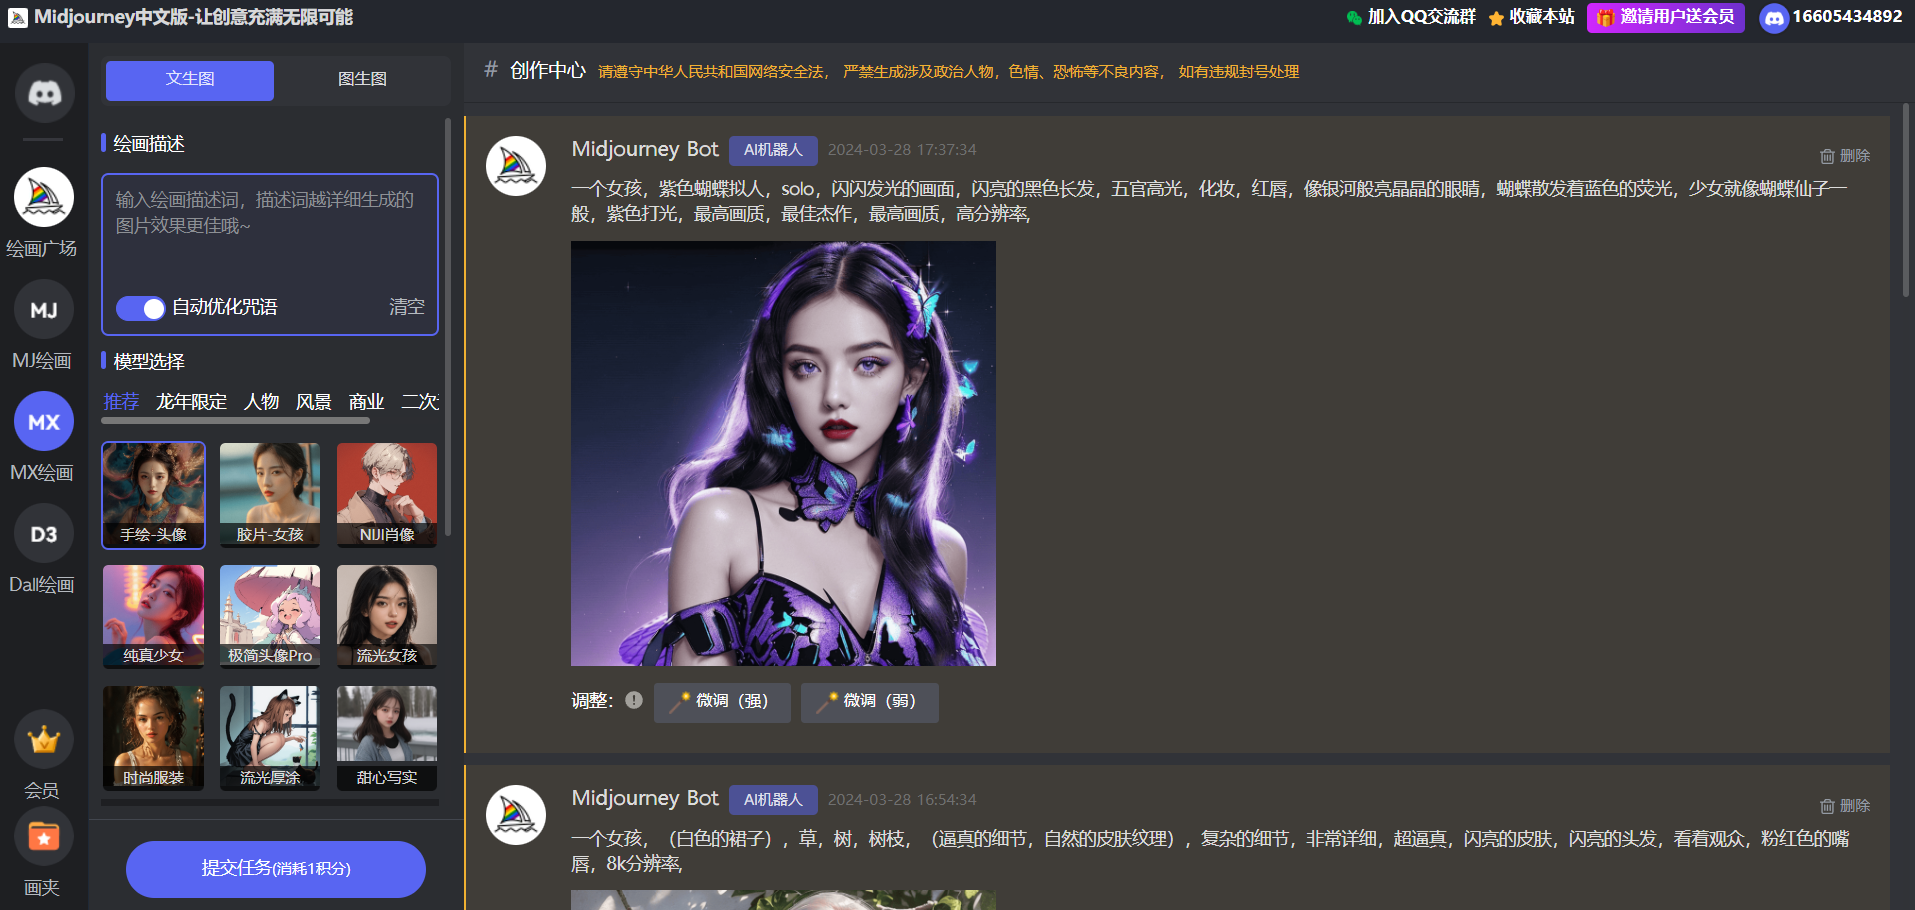 Midjourney中文版-让创意充满无限可能
加入QQ交流群
收藏本站
邀请用户送会员
16605434892
文生图
图生图
# 创作中心
请遵守中华人民共和国网络安全法， 严禁生成涉及政治人物，色情、恐怖等不良内容， 如有违规封号处理
绘画广场
MJ
MJ绘画
MX
MX绘画
D3
Dall绘画
会员
画夹
绘画描述
输入绘画描述词，描述词越详细生成的
图片效果更佳哦~
自动优化咒语
清空
模型选择
推荐 龙年限定 人物 风景 商业 二次
手绘-头像
胶片-女孩
NIJI肖像
纯真少女
极简头像Pro
流光女孩
时尚服装
流光厚涂
甜心写实
提交任务(消耗1积分)
Midjourney Bot AI机器人 2024-03-28 17:37:34
删除
一个女孩，紫色蝴蝶拟人，solo，闪闪发光的画面，闪亮的黑色长发，五官高光，化妆，红唇，像银河般亮晶晶的眼睛，蝴蝶散发着蓝色的荧光，少女就像蝴蝶仙子一
般，紫色打光，最高画质，最佳杰作，最高画质，高分辨率,
调整： 微调（强） 微调（弱）
Midjourney Bot AI机器人 2024-03-28 16:54:34
删除
一个女孩，（白色的裙子），草，树，树枝，（逼真的细节，自然的皮肤纹理），复杂的细节，非常详细，超逼真，闪亮的皮肤，闪亮的头发，看着观众，粉红色的嘴
唇，8k分辨率,